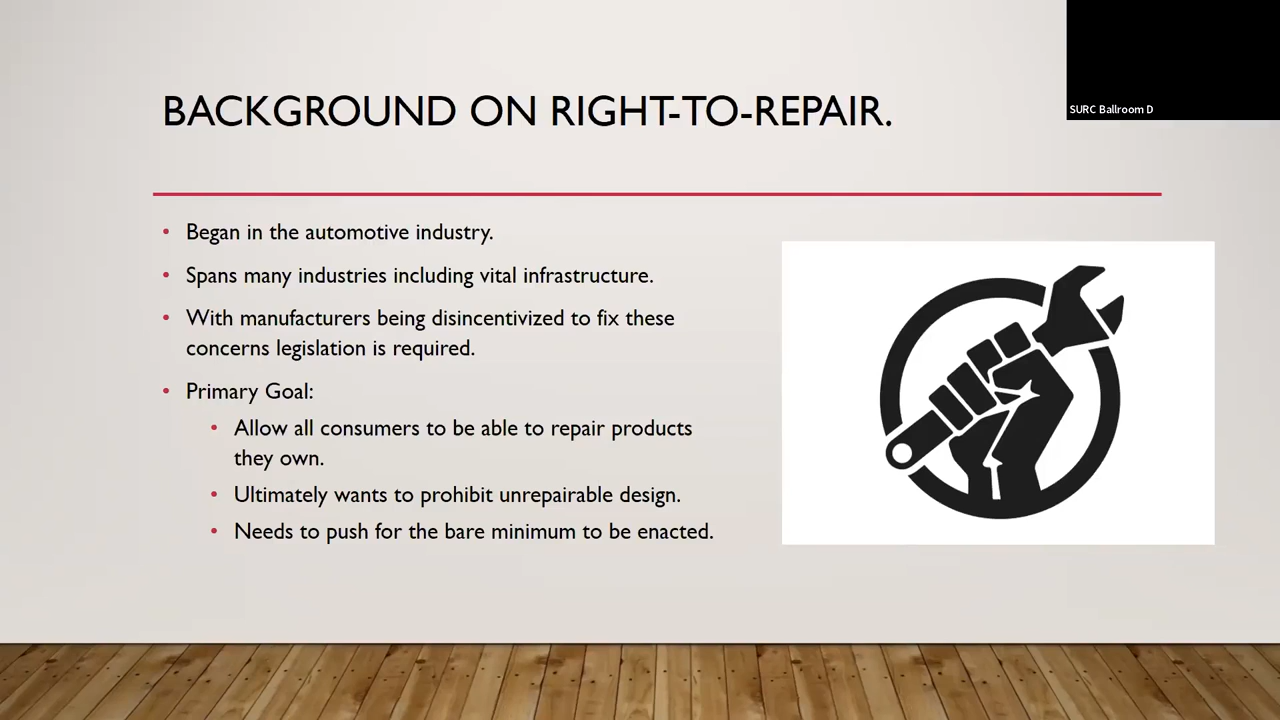 SURC Ballroom D
BACKGROUND ON RIGHT-TO-REPAIR.
• Began in the automotive industry.
• Spans many industries including vital infrastructure.
• With manufacturers being disincentivized to fix these
concerns legislation is required.
• Primary Goal:
• Allow all consumers to be able to repair products
they own.
• Ultimately wants to prohibit unrepairable design.
• Needs to push for the bare minimum to be enacted.